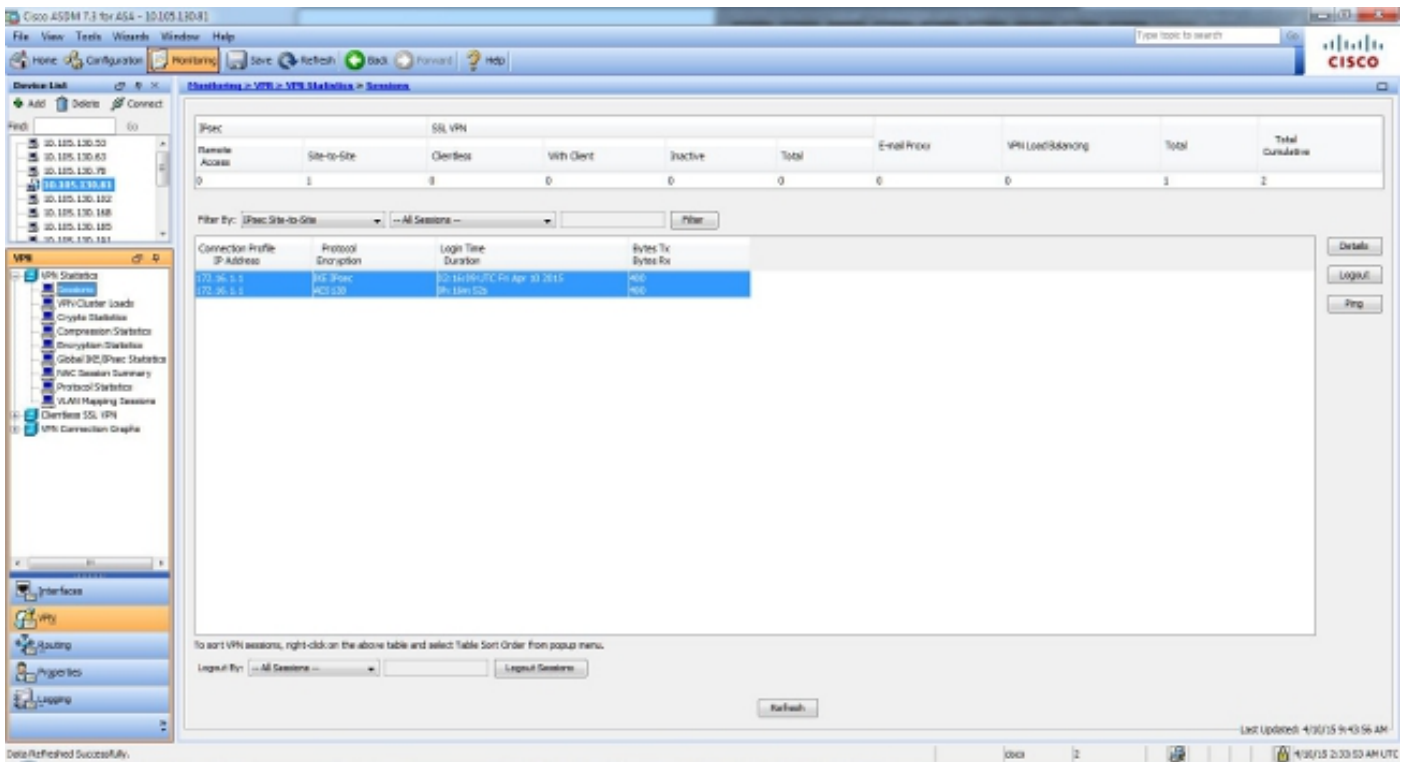 Cisco ASDM 7.3 for ASA - 10.105.130.81
File View Tools Wizards Window Help
Type topic to search Go
Home Configuration Monitoring Save Refresh Back Forward Help
CISCO
Device List
Monitoring > VPN > VPN Statistics > Sessions
Add Delete Connect
Find: Go
10.105.130.53
10.105.130.63
10.105.130.78
10.105.130.81
10.105.130.102
10.105.130.168
10.105.130.185
10.105.130.191
IPsec SSL VPN
Remote Access Site-to-Site Clientless With Client Inactive Total E-mail Proxy VPN Load Balancing Total Total Cumulative
0 1 0 0 0 0 0 0 1 2
Filter By: IPsec Site-to-Site -- All Sessions -- Filter
Connection Profile Protocol Login Time Bytes Tx
IP Address Encryption Duration Bytes Rx
172.16.1.1 IKE IPsec 02:16:09 UTC Fri Apr 10 2015 400
172.16.1.1 0h:18m:52s 400
Details
Logout
Ping
VPN
VPN Statistics
Sessions
VPN Cluster Loads
Crypto Statistics
Compression Statistics
Encryption Statistics
Global IKE/IPsec Statistics
NAC Session Summary
Protocol Statistics
VLAN Mapping Sessions
Clientless SSL VPN
VPN Connection Graphs
Interfaces
VPN
Routing
Properties
Logging
To sort VPN sessions, right-click on the above table and select Table Sort Order from popup menu.
Logout By: -- All Sessions -- Logout Sessions
Refresh
Last Updated: 4/10/15 9:43:56 AM
Data Refreshed Successfully.
cisco 2 4/10/15 2:33:53 AM UTC